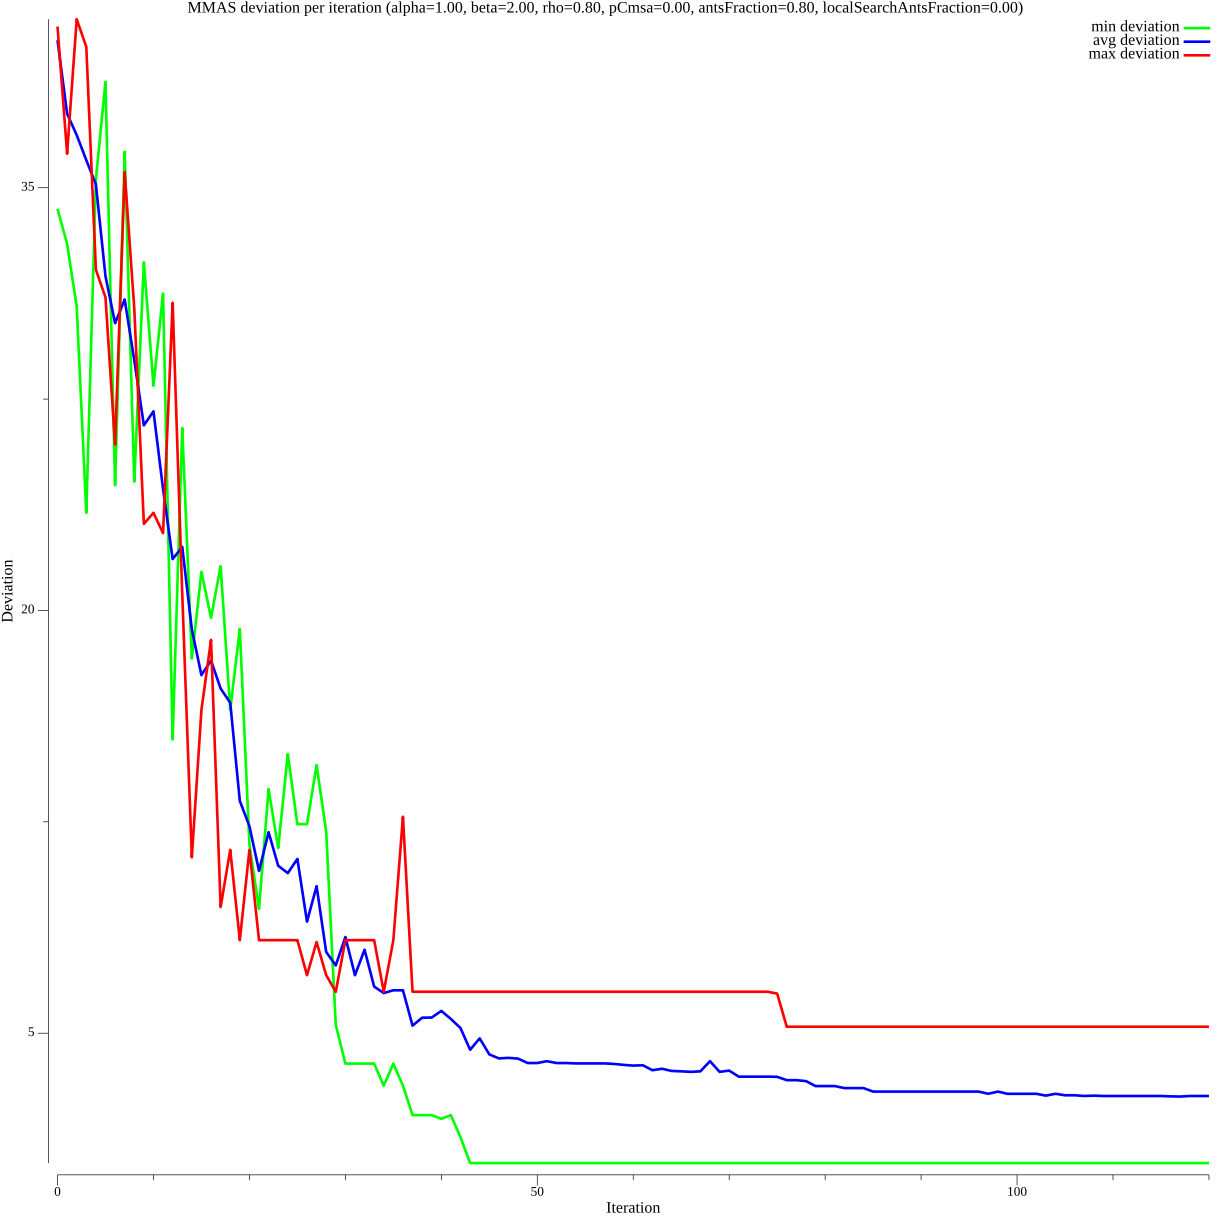 MMAS deviation per iteration (alpha=1.00, beta=2.00, rho=0.80, pCmsa=0.00, antsFraction=0.80, localSearchAntsFraction=0.00)
min deviation
avg deviation
max deviation
35
20
5
Deviation
0
50
100
Iteration